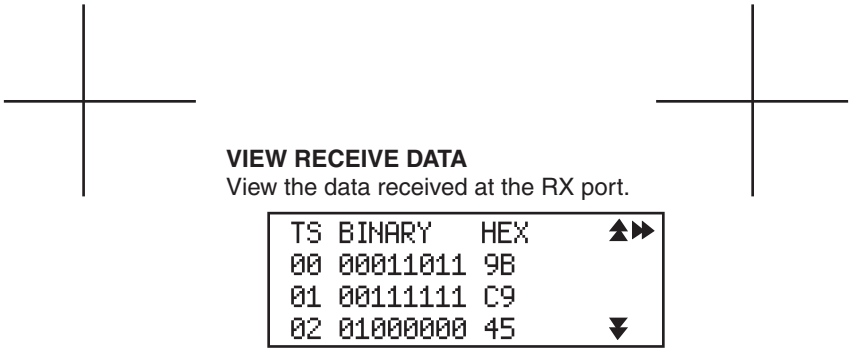 VIEW RECEIVE DATA
View the data received at the RX port.
TS BINARY HEX
00 00011011 9B
01 00111111 C9
02 01000000 45